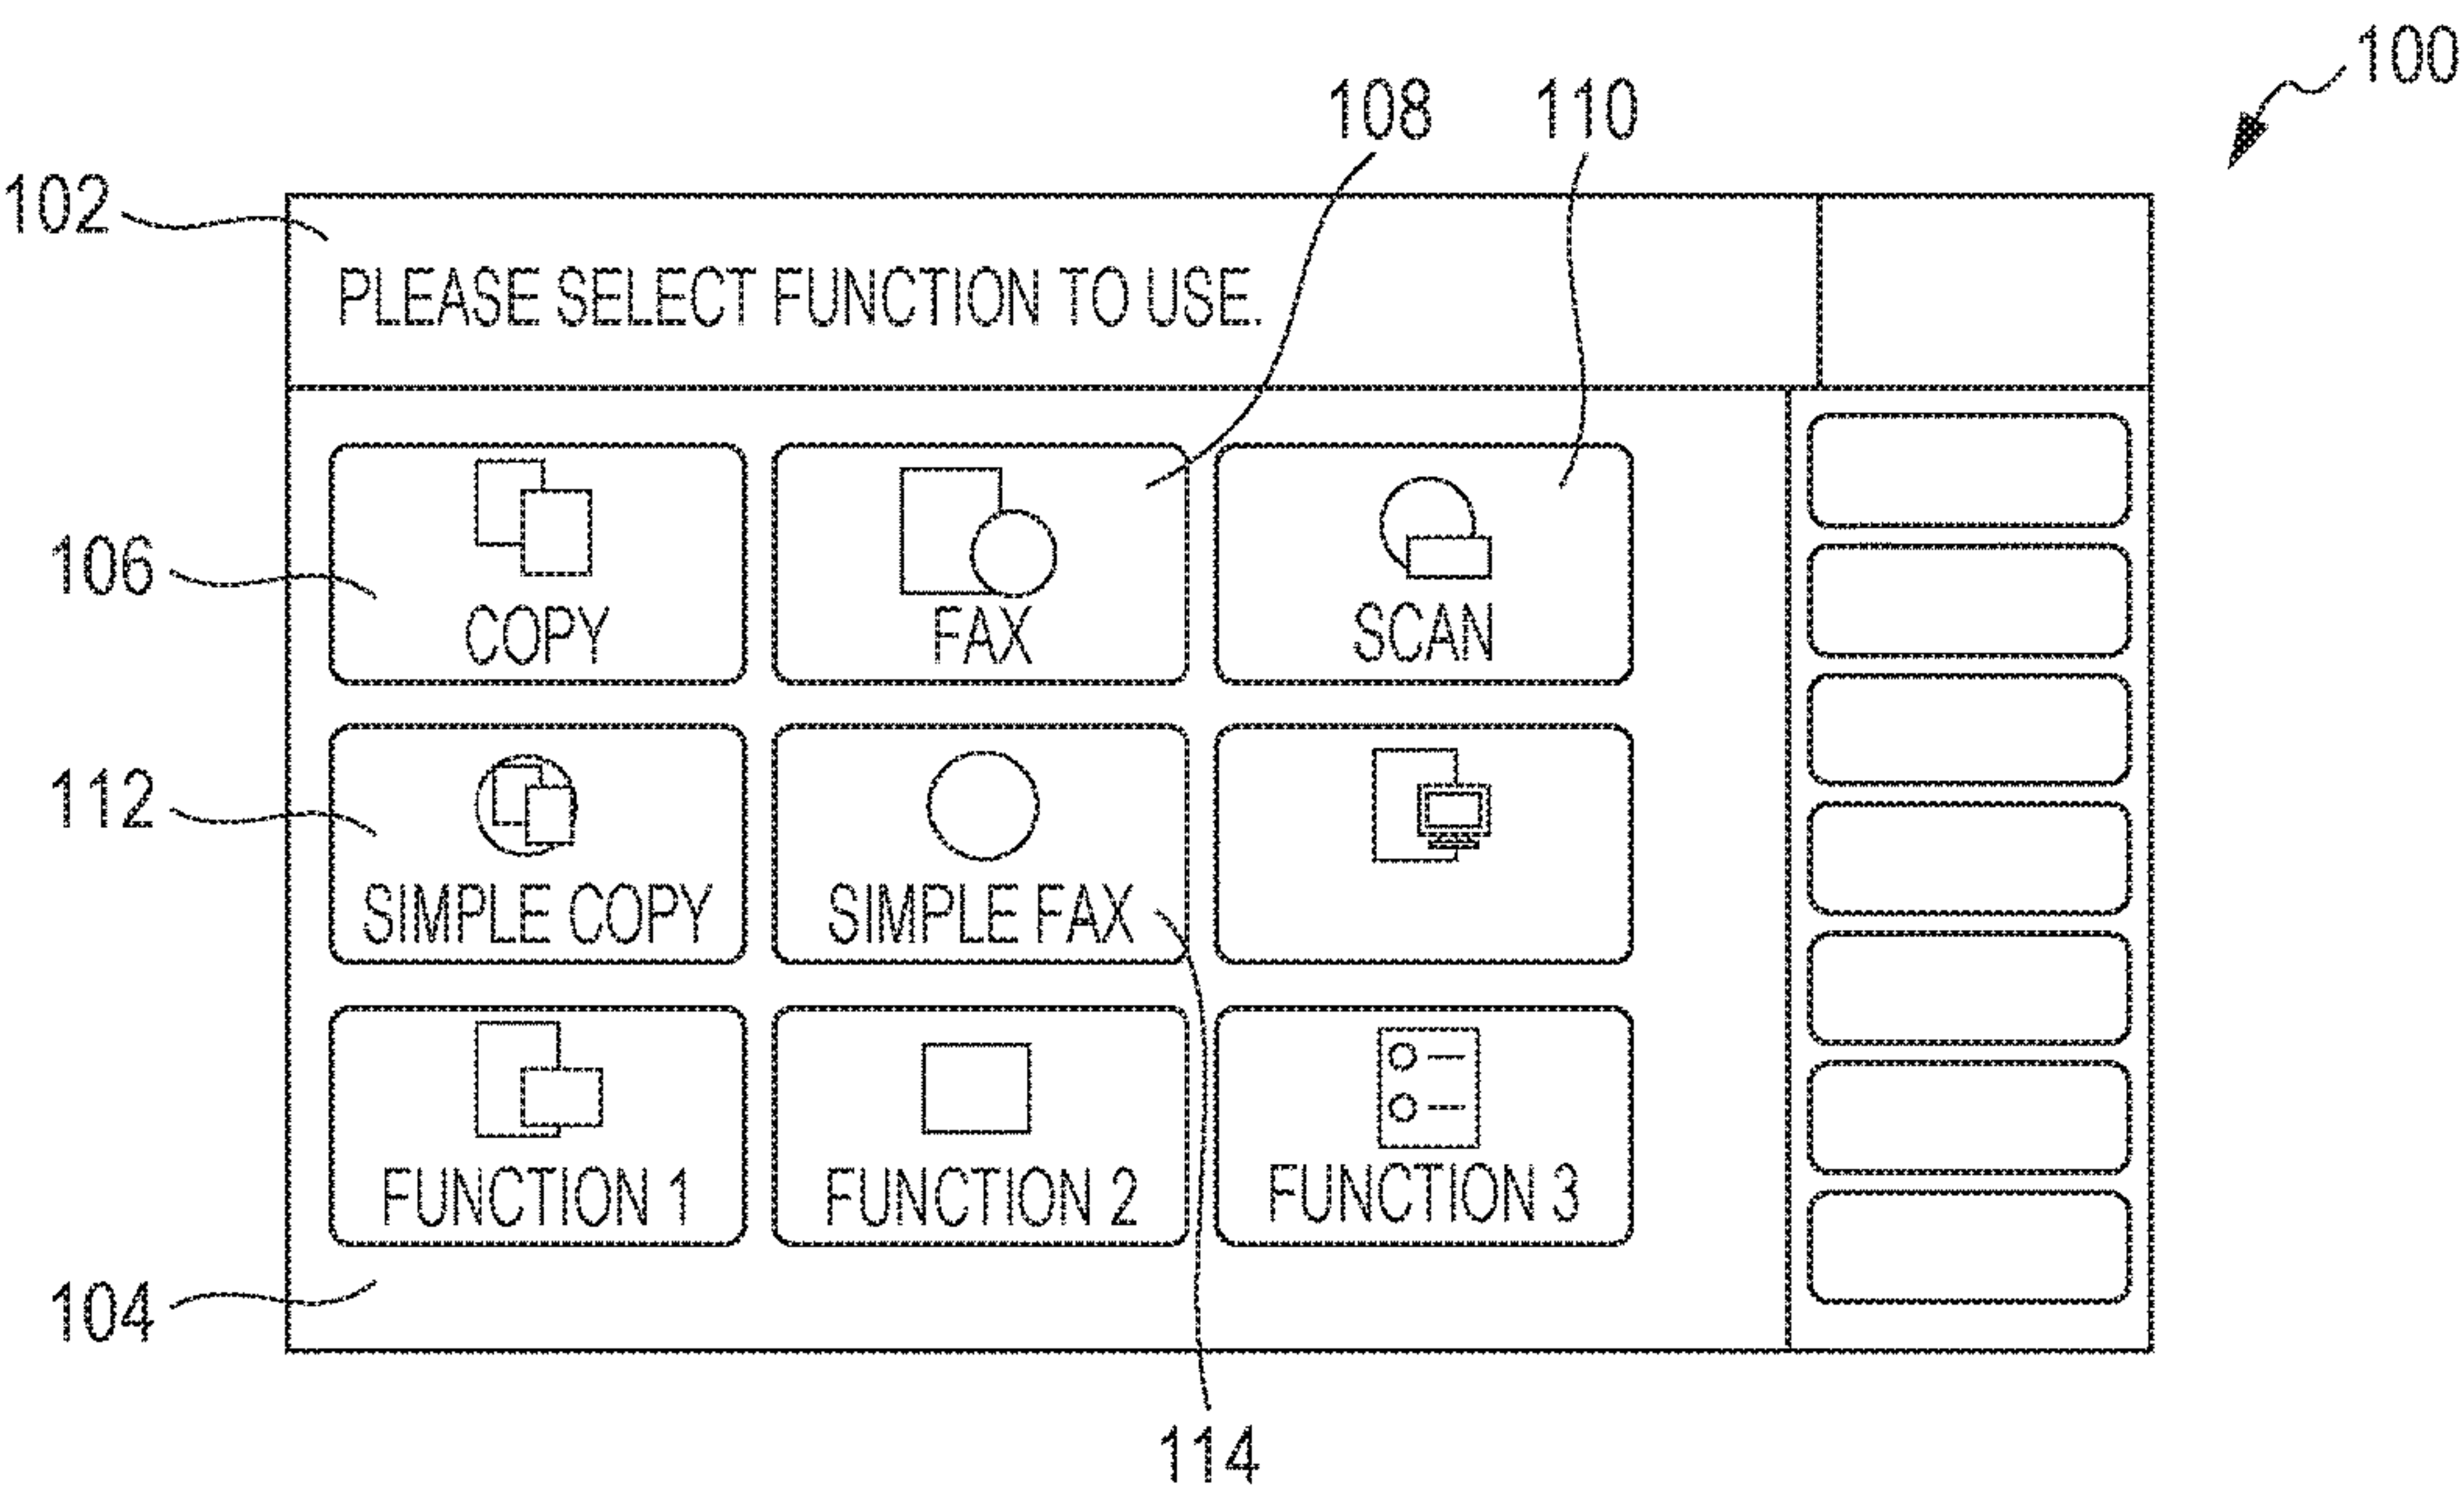 100
108 110
102
PLEASE SELECT FUNCTION TO USE.
106
COPY FAX SCAN
112
SIMPLE COPY SIMPLE FAX
FUNCTION 1 FUNCTION 2 FUNCTION 3
104
114